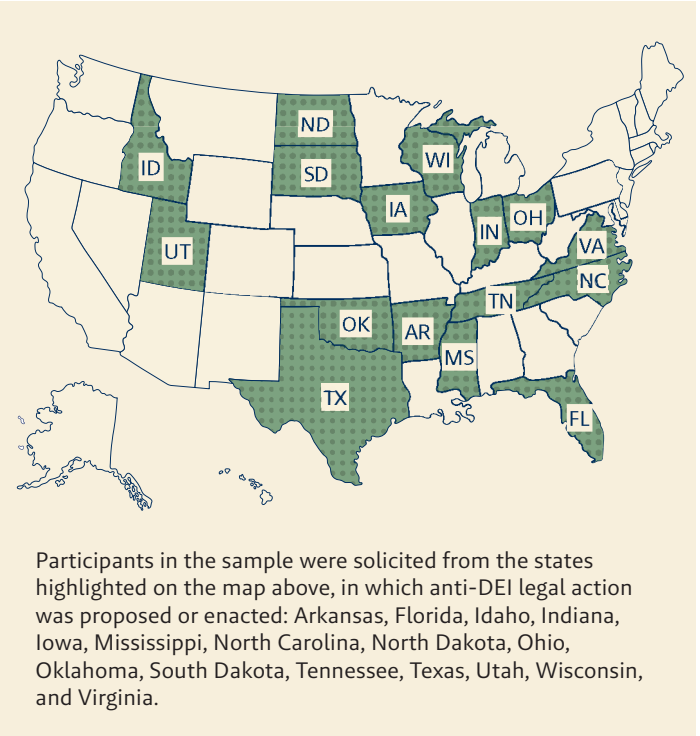 ND
WI
ID
SD
IA
OH
IN
UT
VA
NC
TN
OK
AR
MS
TX
FL
Participants in the sample were solicited from the states
highlighted on the map above, in which anti-DEI legal action
was proposed or enacted: Arkansas, Florida, Idaho, Indiana,
Iowa, Mississippi, North Carolina, North Dakota, Ohio,
Oklahoma, South Dakota, Tennessee, Texas, Utah, Wisconsin,
and Virginia.